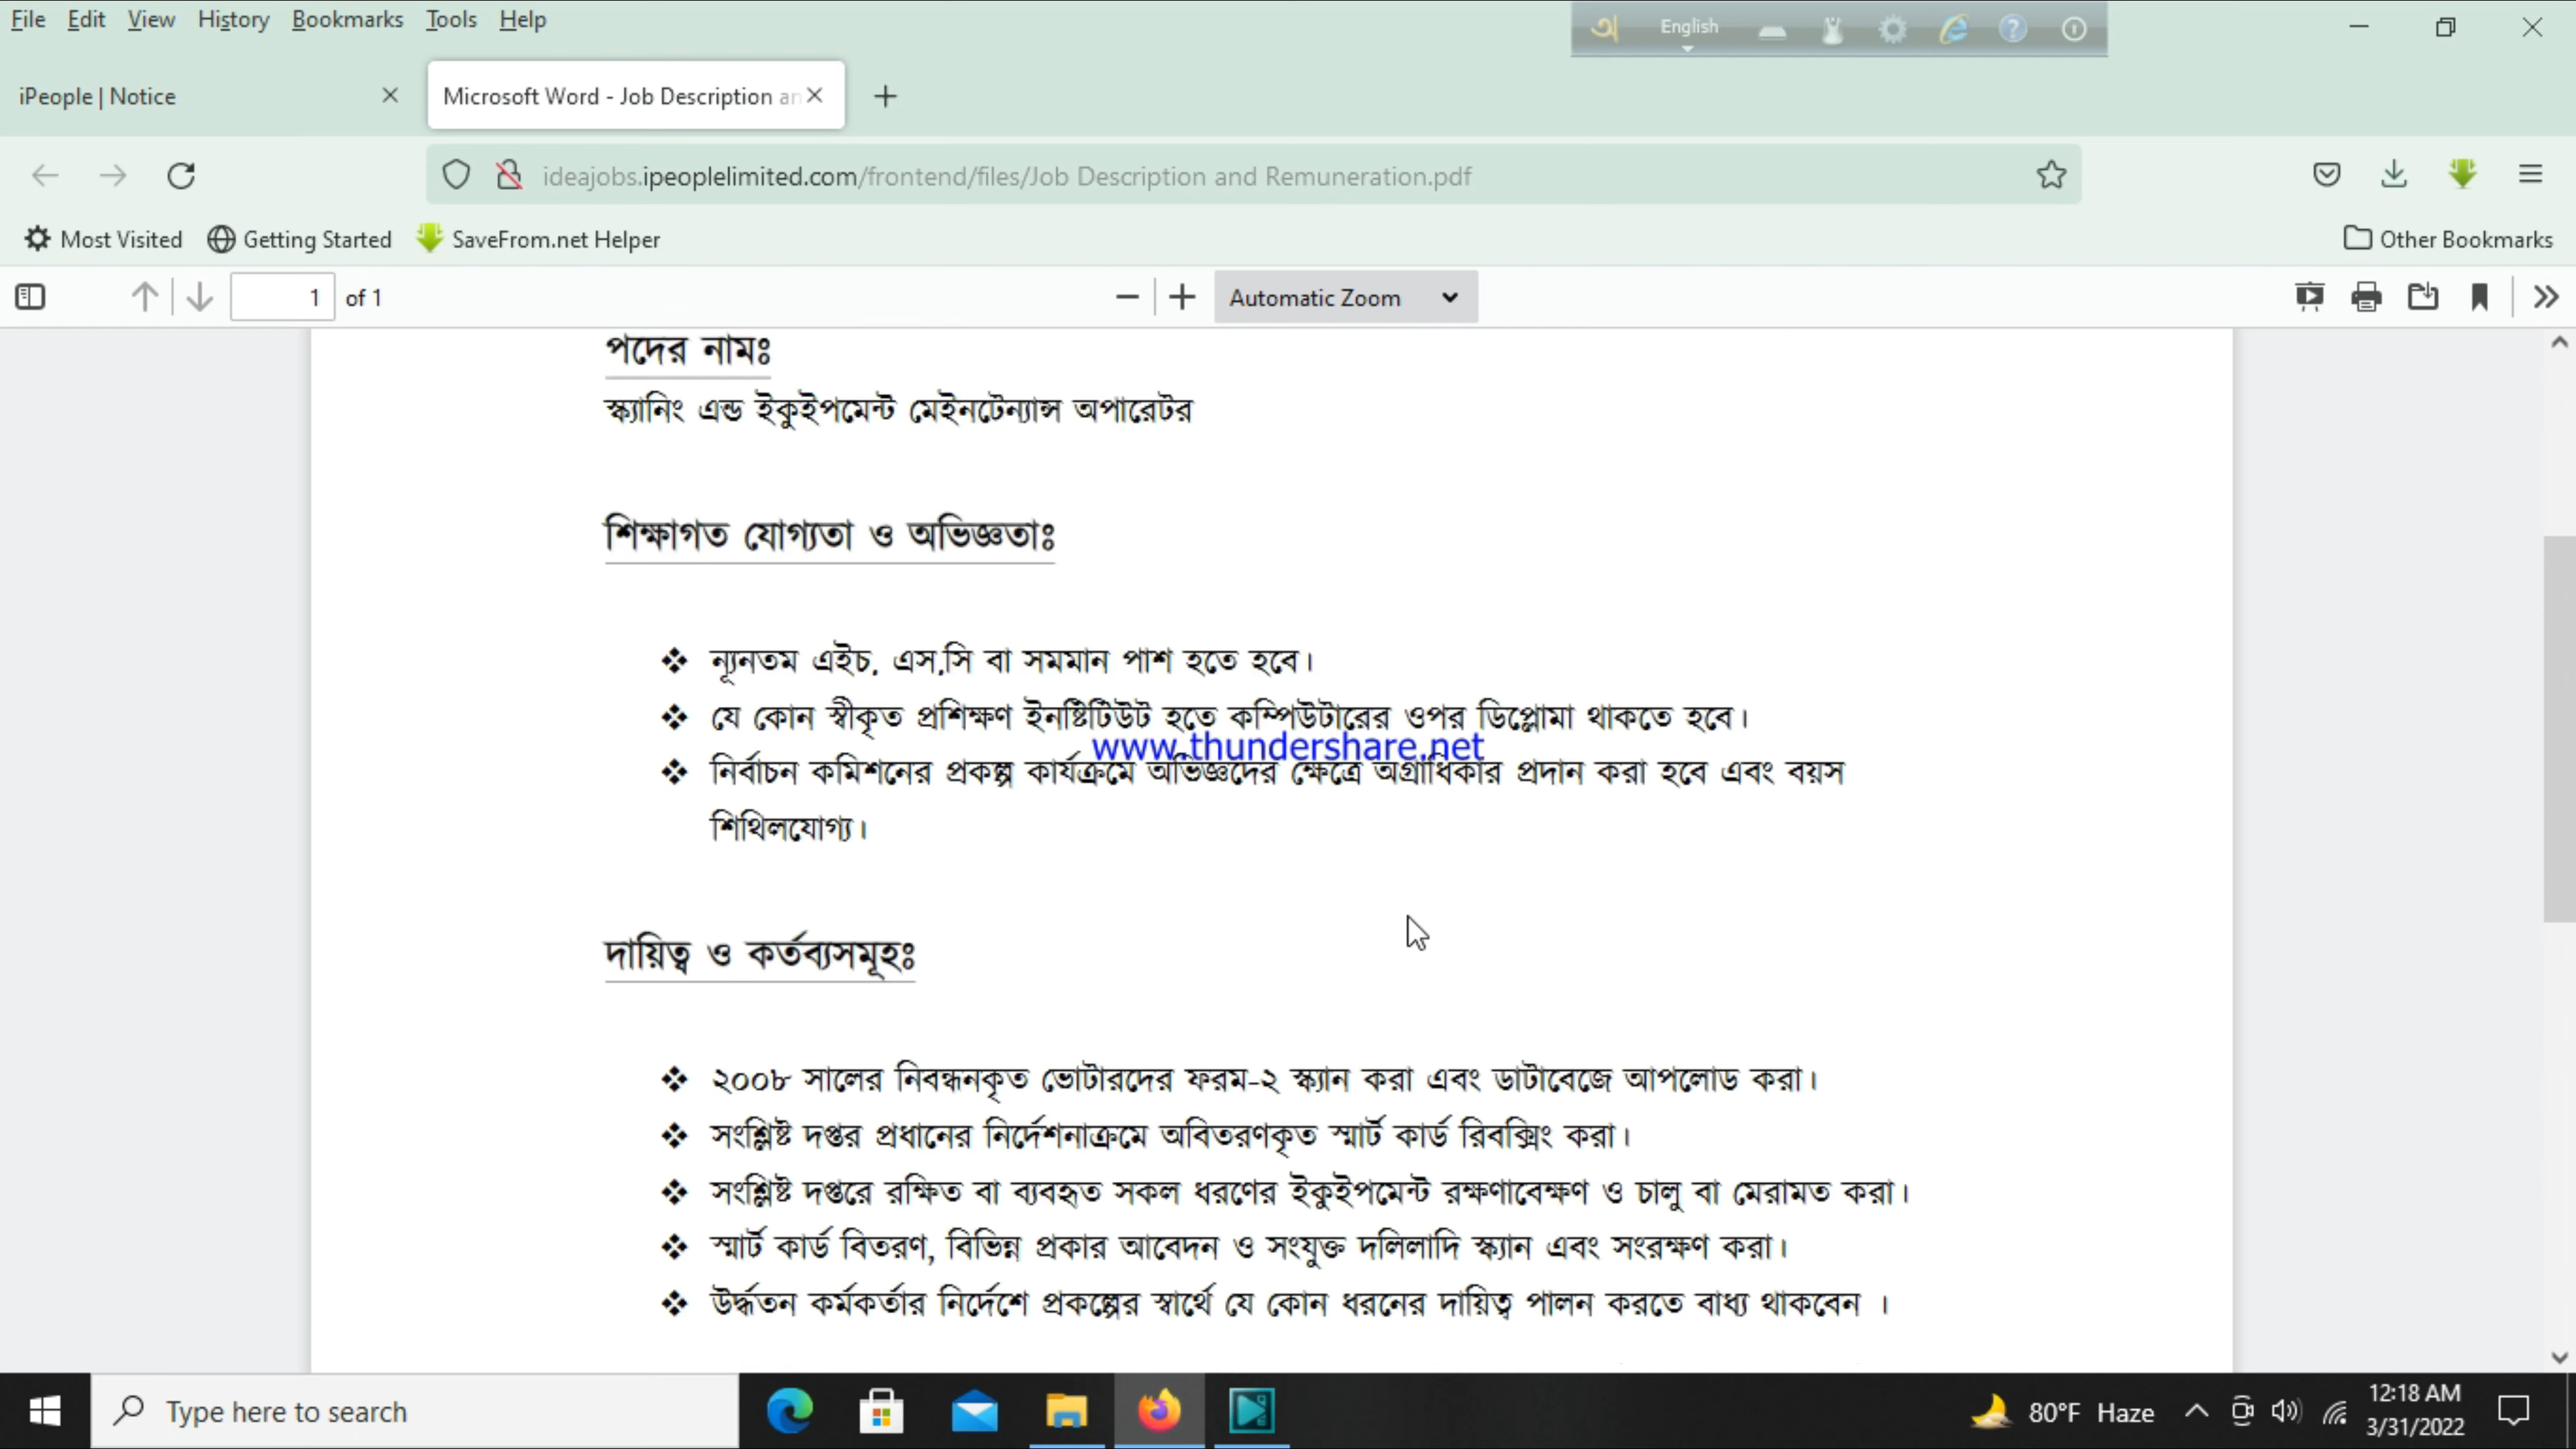 File Edit View History Bookmarks Tools Help
English
iPeople | Notice
Microsoft Word - Job Description an
ideajobs.ipeoplelimited.com/frontend/files/Job Description and Remuneration.pdf
Most Visited Getting Started SaveFrom.net Helper Other Bookmarks
1 of 1 Automatic Zoom
পদের নামঃ
স্ক্যানিং এন্ড ইকুইপমেন্ট মেইনটেন্যান্স অপারেটর
শিক্ষাগত যোগ্যতা ও অভিজ্ঞতাঃ
❖ ন্যূনতম এইচ. এস.সি বা সমমান পাশ হতে হবে।
❖ যে কোন স্বীকৃত প্রশিক্ষণ ইনষ্টিটিউট হতে কম্পিউটারের ওপর ডিপ্লোমা থাকতে হবে।
www.thundershare.net
❖ নির্বাচন কমিশনের প্রকল্প কার্যক্রমে অভিজ্ঞদের ক্ষেত্রে অগ্রাধিকার প্রদান করা হবে এবং বয়স
শিথিলযোগ্য।
দায়িত্ব ও কর্তব্যসমূহঃ
❖ ২০০৮ সালের নিবন্ধনকৃত ভোটারদের ফরম-২ স্ক্যান করা এবং ডাটাবেজে আপলোড করা।
❖ সংশ্লিষ্ট দপ্তর প্রধানের নির্দেশনাক্রমে অবিতরণকৃত স্মার্ট কার্ড রিবক্সিং করা।
❖ সংশ্লিষ্ট দপ্তরে রক্ষিত বা ব্যবহৃত সকল ধরণের ইকুইপমেন্ট রক্ষণাবেক্ষণ ও চালু বা মেরামত করা।
❖ স্মার্ট কার্ড বিতরণ, বিভিন্ন প্রকার আবেদন ও সংযুক্ত দলিলাদি স্ক্যান এবং সংরক্ষণ করা।
❖ উর্দ্ধতন কর্মকর্তার নির্দেশে প্রকল্পের স্বার্থে যে কোন ধরনের দায়িত্ব পালন করতে বাধ্য থাকবেন ।
Type here to search
80°F Haze
12:18 AM
3/31/2022